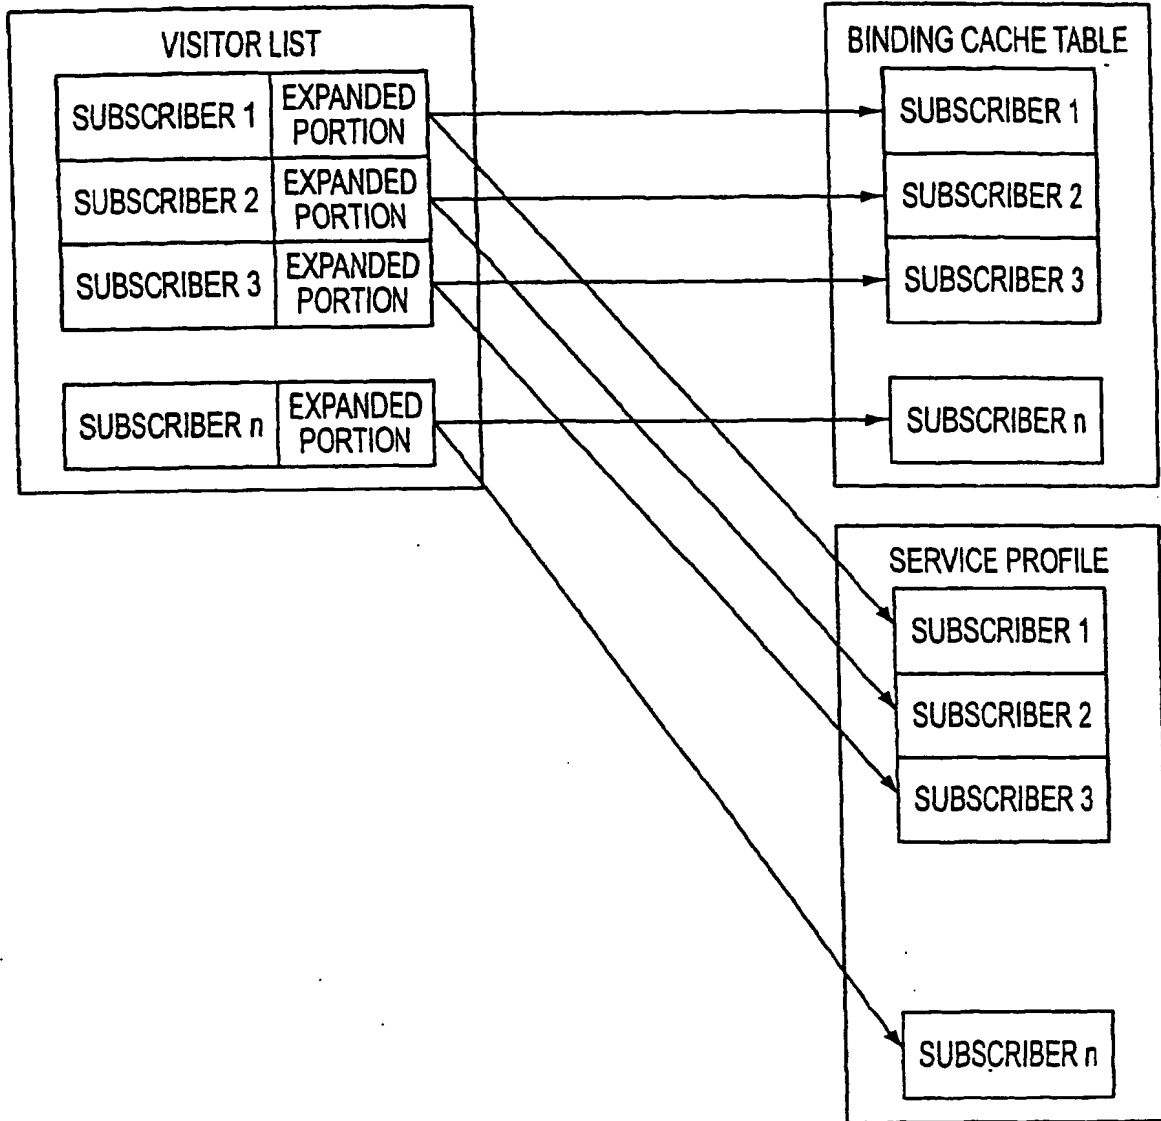 VISITOR LIST
SUBSCRIBER 1
EXPANDED
PORTION
SUBSCRIBER 2
EXPANDED
PORTION
SUBSCRIBER 3
EXPANDED
PORTION
SUBSCRIBER n
EXPANDED
PORTION
BINDING CACHE TABLE
SUBSCRIBER 1
SUBSCRIBER 2
SUBSCRIBER 3
SUBSCRIBER n
SERVICE PROFILE
SUBSCRIBER 1
SUBSCRIBER 2
SUBSCRIBER 3
SUBSCRIBER n